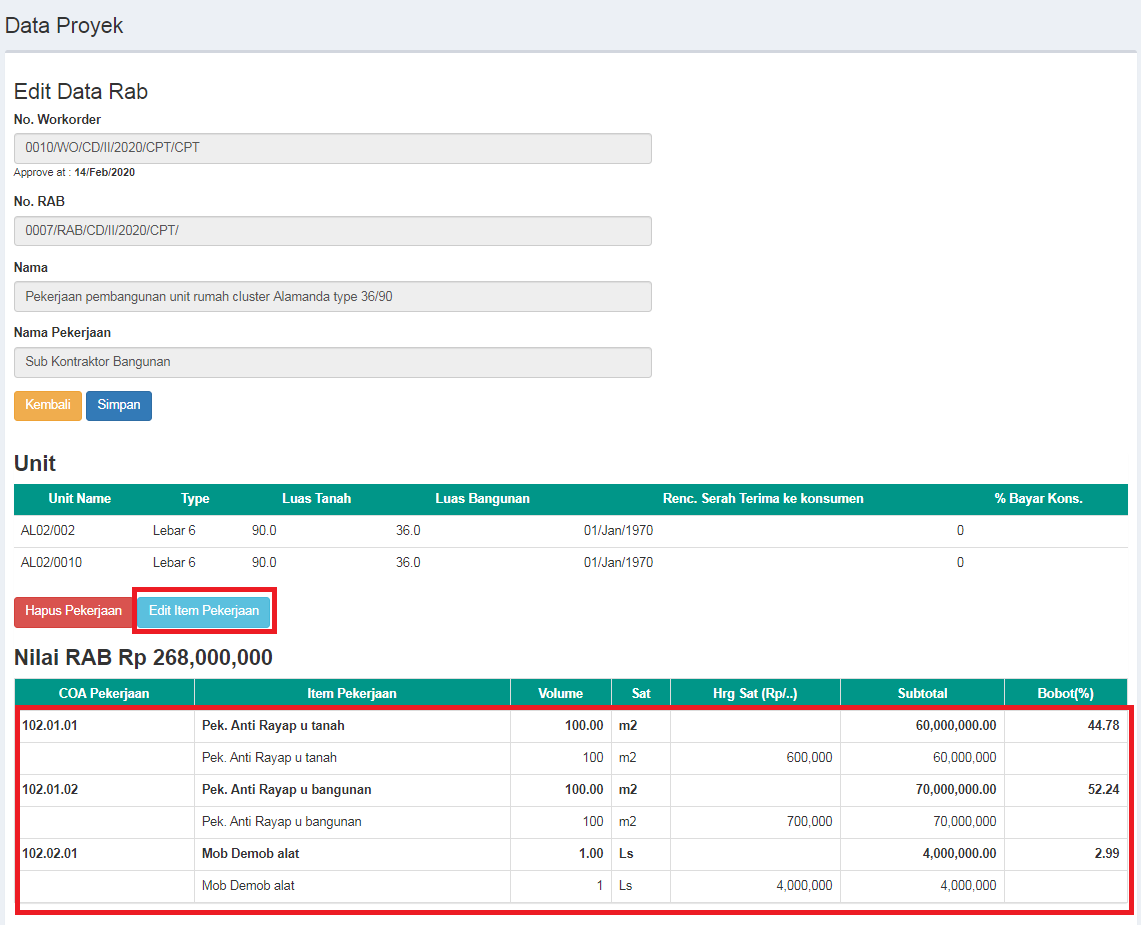 Data Proyek
Edit Data Rab
No. Workorder
0010/WO/CD/II/2020/CPT/CPT
Approve at : 14/Feb/2020
No. RAB
0007/RAB/CD/II/2020/CPT/
Nama
Pekerjaan pembangunan unit rumah cluster Alamanda type 36/90
Nama Pekerjaan
Sub Kontraktor Bangunan
Kembali Simpan
Unit
Unit Name Type Luas Tanah Luas Bangunan Renc. Serah Terima ke konsumen % Bayar Kons.
AL02/002 Lebar 6 90.0 36.0 01/Jan/1970 0
AL02/0010 Lebar 6 90.0 36.0 01/Jan/1970 0
Hapus Pekerjaan Edit Item Pekerjaan
Nilai RAB Rp 268,000,000
COA Pekerjaan Item Pekerjaan Volume Sat Hrg Sat (Rp/..) Subtotal Bobot(%)
102.01.01 Pek. Anti Rayap u tanah 100.00 m2 60,000,000.00 44.78
Pek. Anti Rayap u tanah 100 m2 600,000 60,000,000
102.01.02 Pek. Anti Rayap u bangunan 100.00 m2 70,000,000.00 52.24
Pek. Anti Rayap u bangunan 100 m2 700,000 70,000,000
102.02.01 Mob Demob alat 1.00 Ls 4,000,000.00 2.99
Mob Demob alat 1 Ls 4,000,000 4,000,000